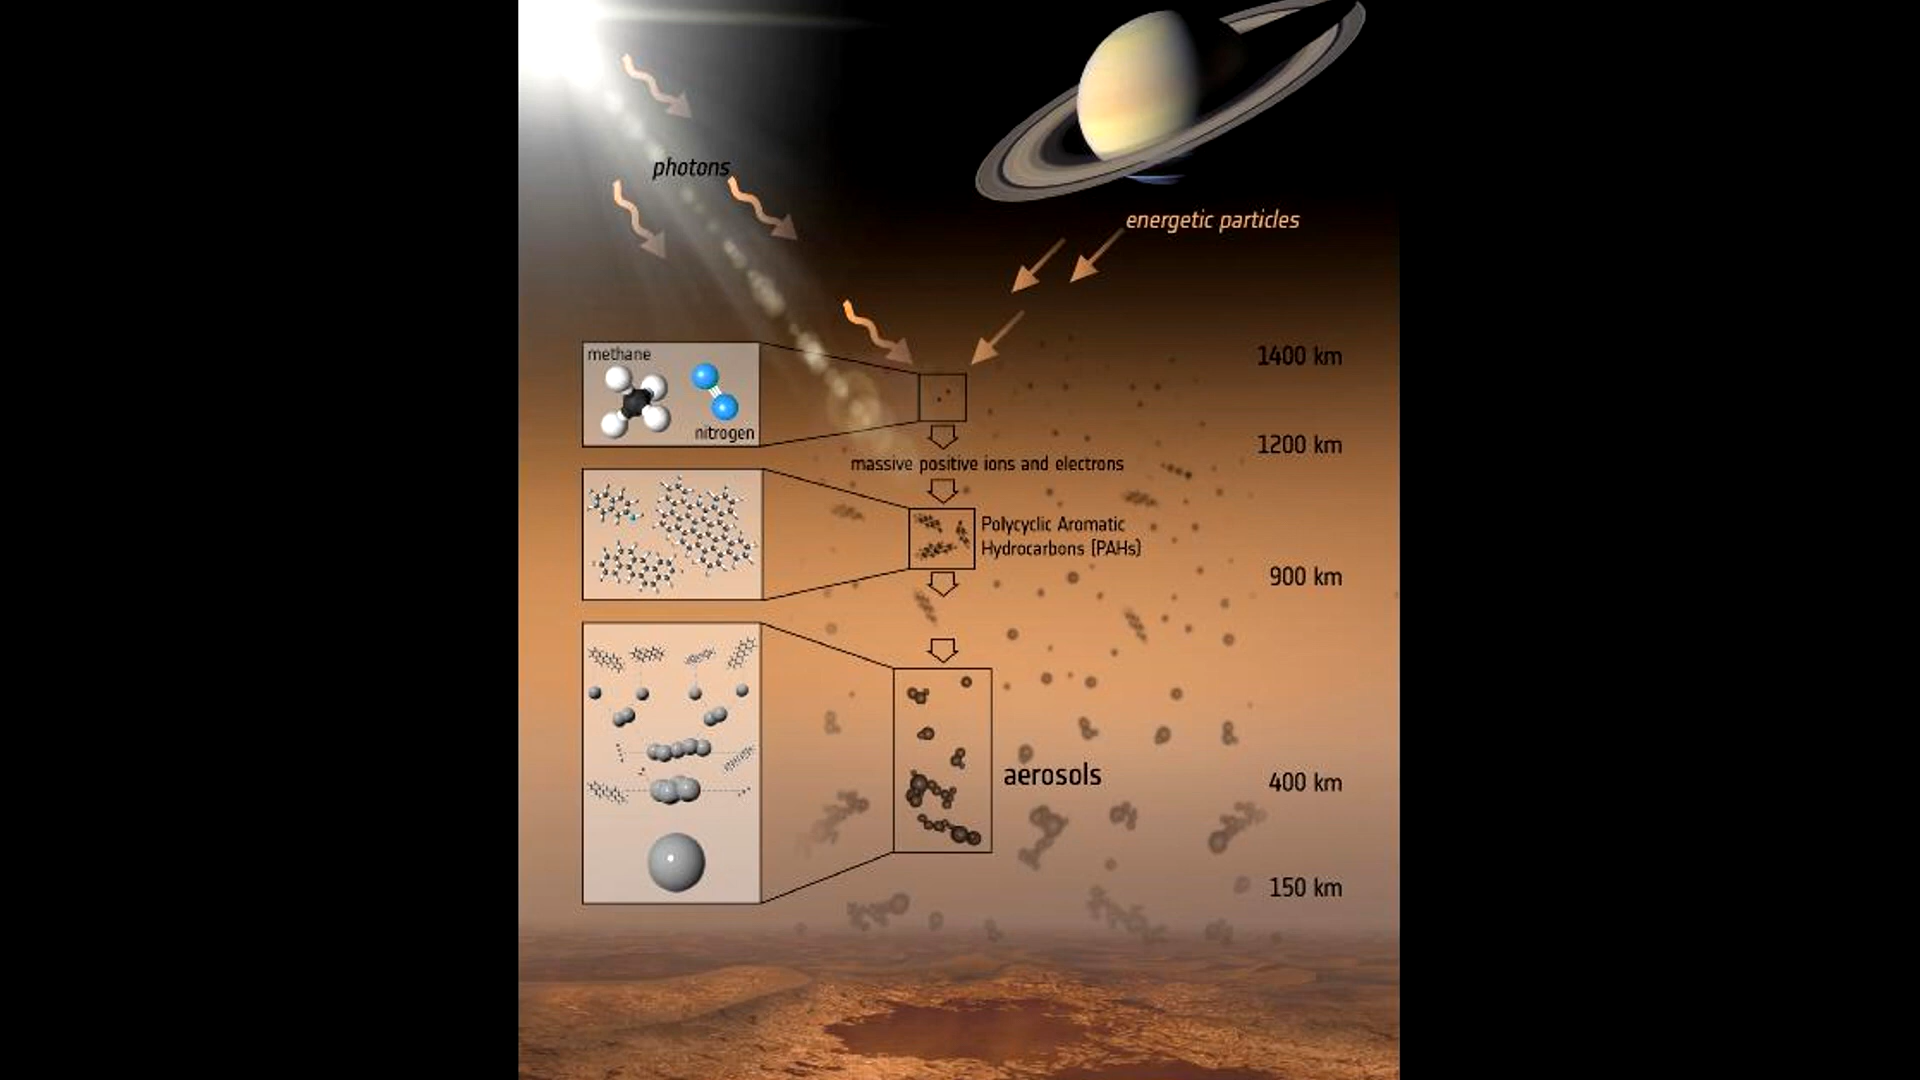 photons
energetic particles
methane
nitrogen
1400 km
1200 km
massive positive ions and electrons
Polycyclic Aromatic
Hydrocarbons (PAHs)
900 km
aerosols
400 km
150 km